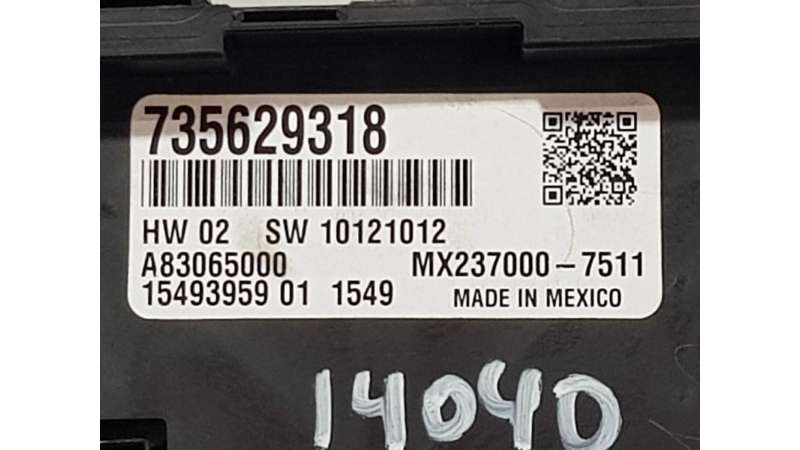 735629318
HW 02 SW 10121012
A83065000 MX237000-7511
15493959 01 1549 MADE IN MEXICO
14040